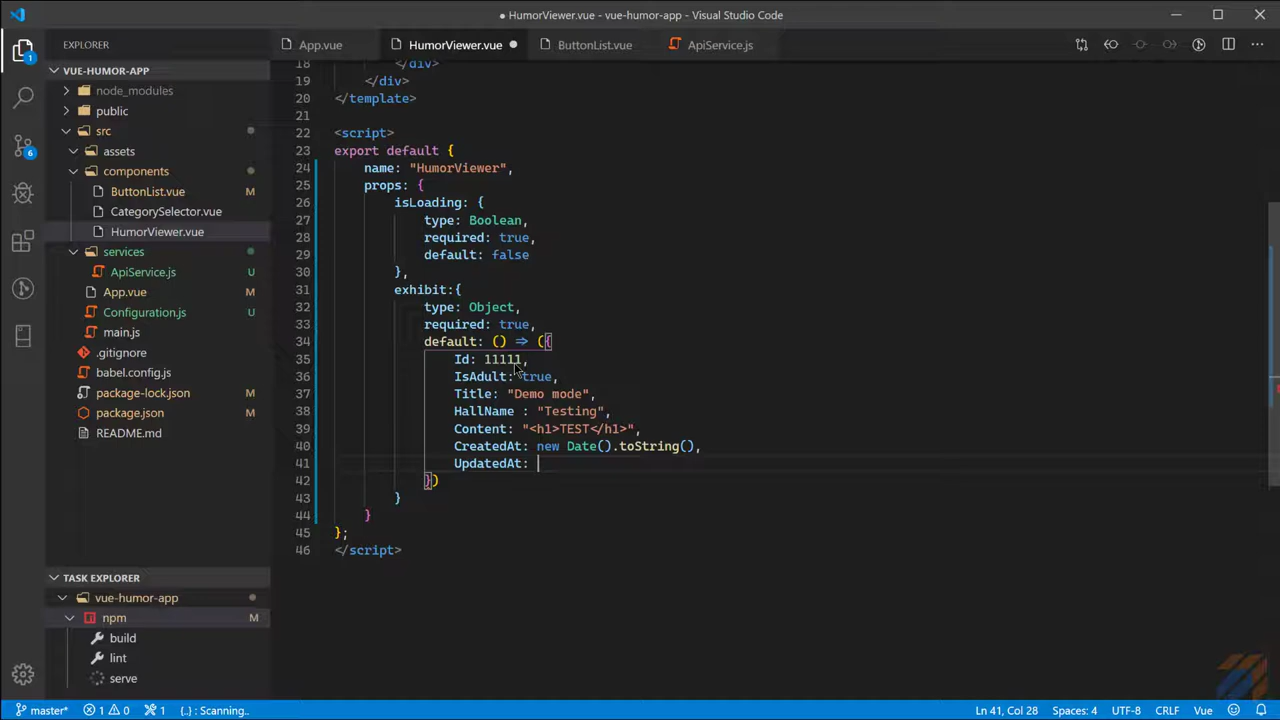 HumorViewer.vue - vue-humor-app - Visual Studio Code
EXPLORER
App.vue
HumorViewer.vue
ButtonList.vue
ApiService.js
VUE-HUMOR-APP
node_modules
public
src
assets
components
ButtonList.vue M
CategorySelector.vue
HumorViewer.vue
services
ApiService.js U
App.vue M
Configuration.js U
main.js
.gitignore
babel.config.js
package-lock.json M
package.json M
README.md
TASK EXPLORER
vue-humor-app
npm M
build
lint
serve
18 </div>
19 </div>
20 </template>
21
22 <script>
23 export default {
24 name: "HumorViewer",
25 props: {
26 isLoading: {
27 type: Boolean,
28 required: true,
29 default: false
30 },
31 exhibit:{
32 type: Object,
33 required: true,
34 default: () => ({
35 Id: 11111,
36 IsAdult: true,
37 Title: "Demo mode",
38 HallName : "Testing",
39 Content: "<h1>TEST</h1>",
40 CreatedAt: new Date().toString(),
41 UpdatedAt:
42 })
43 }
44 }
45 };
46 </script>
1
6
master* 1 0 1 {..} : Scanning.. Ln 41, Col 28 Spaces: 4 UTF-8 CRLF Vue